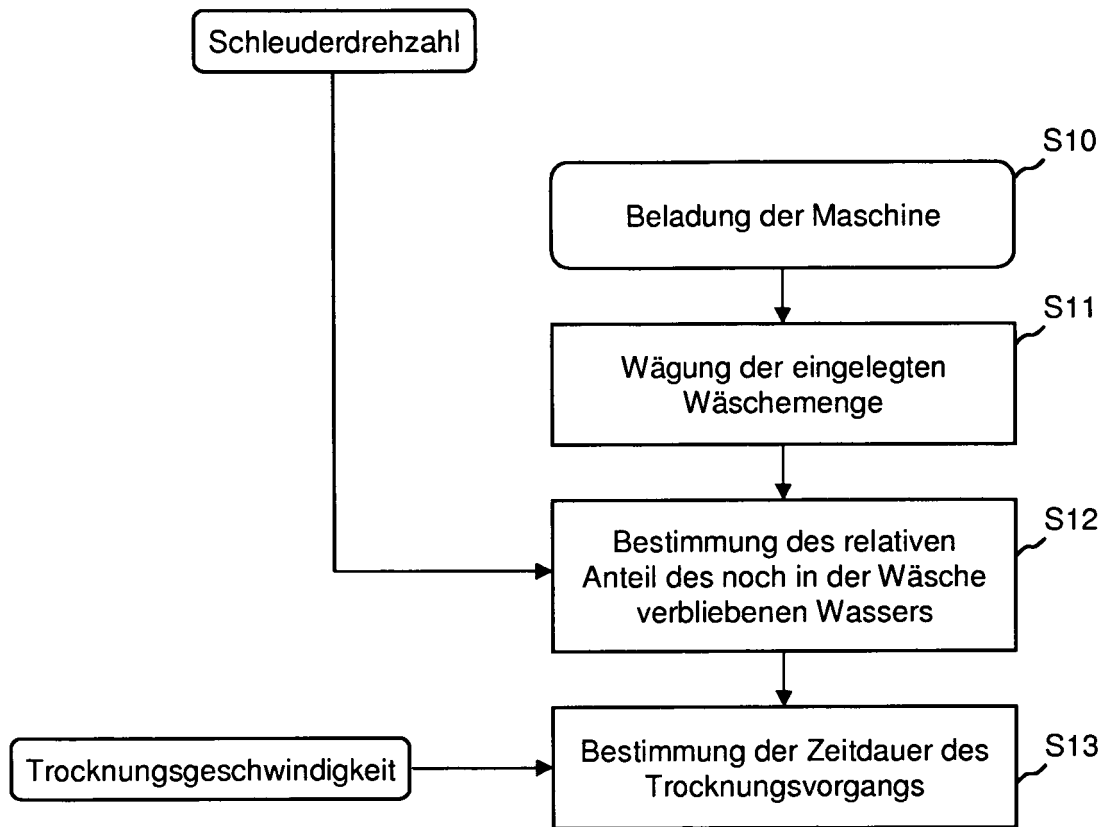 Schleuderdrehzahl
S10
Beladung der Maschine
S11
Wägung der eingelegten
Wäschemenge
S12
Bestimmung des relativen
Anteil des noch in der Wäsche
verbliebenen Wassers
S13
Trocknungsgeschwindigkeit
Bestimmung der Zeitdauer des
Trocknungsvorgangs